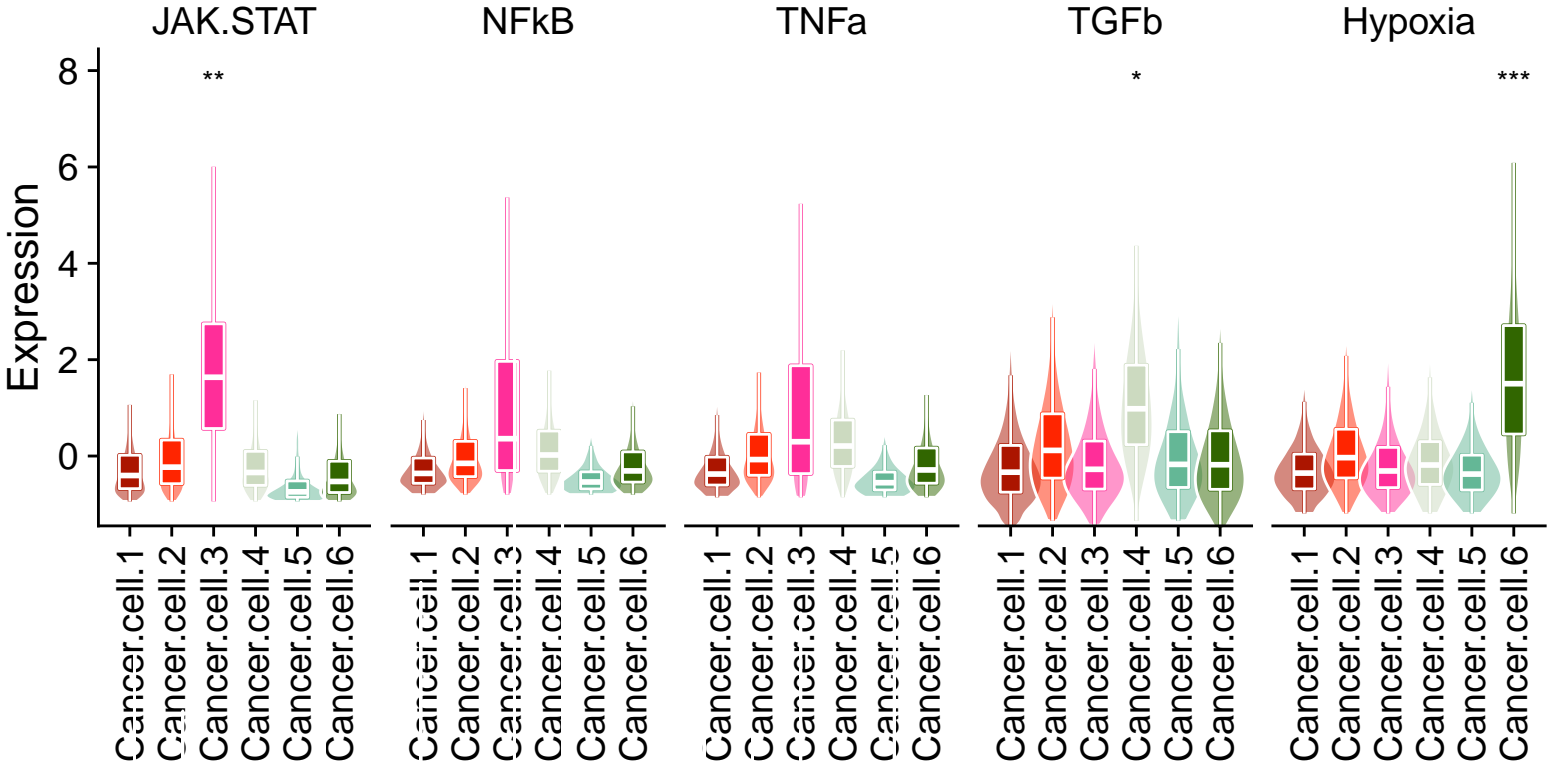 JAK.STAT NFkB TNFa TGFb Hypoxia
8
6
4
2
0
Expression
** * ***
Cancer.cell.1
Cancer.cell.2
Cancer.cell.3
Cancer.cell.4
Cancer.cell.5
Cancer.cell.6
Cancer.cell.1
Cancer.cell.2
Cancer.cell.3
Cancer.cell.4
Cancer.cell.5
Cancer.cell.6
Cancer.cell.1
Cancer.cell.2
Cancer.cell.3
Cancer.cell.4
Cancer.cell.5
Cancer.cell.6
Cancer.cell.1
Cancer.cell.2
Cancer.cell.3
Cancer.cell.4
Cancer.cell.5
Cancer.cell.6
Cancer.cell.1
Cancer.cell.2
Cancer.cell.3
Cancer.cell.4
Cancer.cell.5
Cancer.cell.6